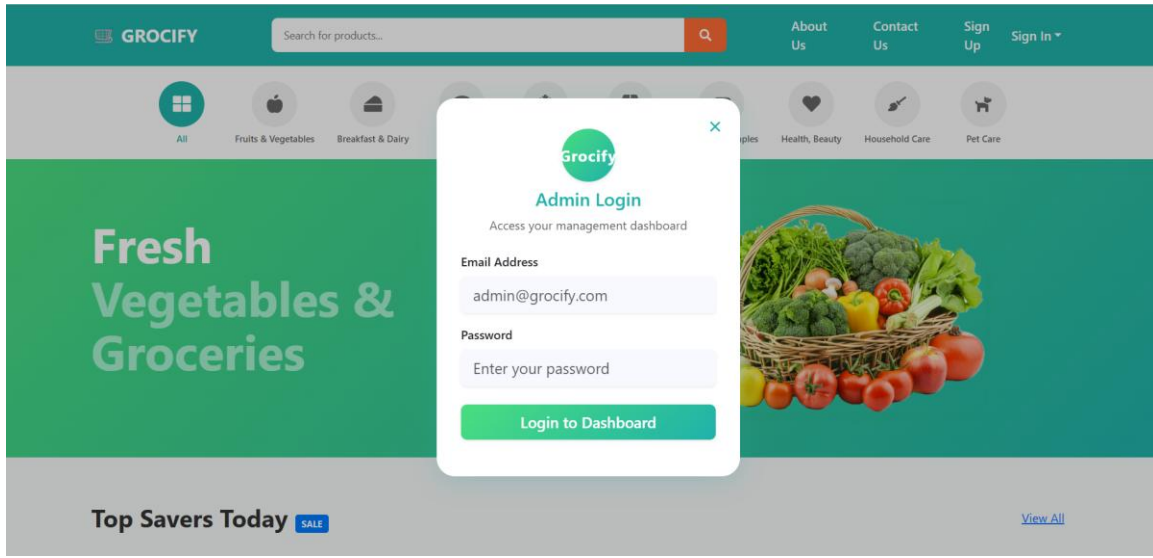 GROCIFY
Search for products...
About Us
Contact Us
Sign Up
Sign In
All
Fruits & Vegetables
Breakfast & Dairy
Health, Beauty
Household Care
Pet Care
Fresh
Vegetables &
Groceries
Grocify
Admin Login
Access your management dashboard
Email Address
admin@grocify.com
Password
Enter your password
Login to Dashboard
Top Savers Today
SALE
View All